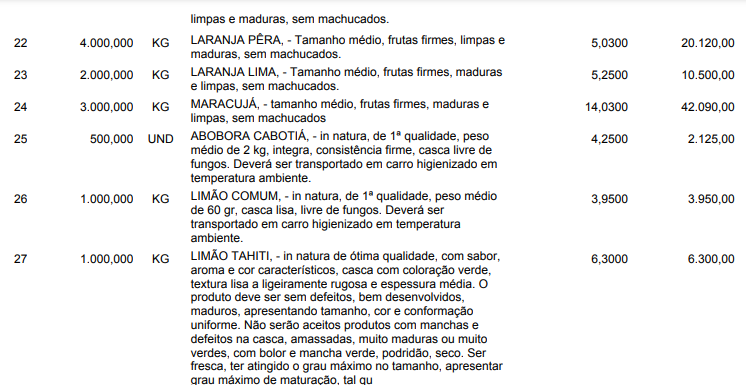 limpas e maduras, sem machucados.
22 4.000,000 KG LARANJA PÊRA, - Tamanho médio, frutas firmes, limpas e 5,0300 20.120,00
maduras, sem machucados.
23 2.000,000 KG LARANJA LIMA, - Tamanho médio, frutas firmes, maduras 5,2500 10.500,00
e limpas, sem machucados.
24 3.000,000 KG MARACUJÁ, - tamanho médio, frutas firmes, maduras e 14,0300 42.090,00
limpas, sem machucados
25 500,000 UND ABOBORA CABOTIÁ, - in natura, de 1ª qualidade, peso 4,2500 2.125,00
médio de 2 kg, integra, consistência firme, casca livre de
fungos. Deverá ser transportado em carro higienizado em
temperatura ambiente.
26 1.000,000 KG LIMÃO COMUM, - in natura, de 1ª qualidade, peso médio 3,9500 3.950,00
de 60 gr, casca lisa, livre de fungos. Deverá ser
transportado em carro higienizado em temperatura
ambiente.
27 1.000,000 KG LIMÃO TAHITI, - in natura de ótima qualidade, com sabor, 6,3000 6.300,00
aroma e cor característicos, casca com coloração verde,
textura lisa a ligeiramente rugosa e espessura média. O
produto deve ser sem defeitos, bem desenvolvidos,
maduros, apresentando tamanho, cor e conformação
uniforme. Não serão aceitos produtos com manchas e
defeitos na casca, amassadas, muito maduras ou muito
verdes, com bolor e mancha verde, podridão, seco. Ser
fresca, ter atingido o grau máximo no tamanho, apresentar
grau máximo de maturação, tal qu